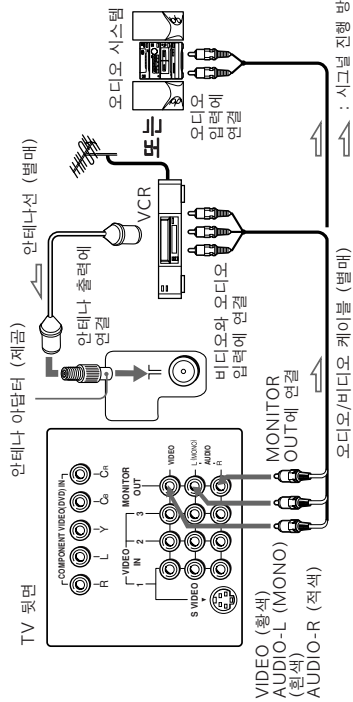 TV 뒷면
안테나 아답터 (제공)
안테나선 (별매)
안테나 출력에
연결
VCR
또는
오디오 시스템
오디오
입력에
연결
비디오와 오디오
입력에 연결
COMPONENT VIDEO(DVD) IN
R
L
Y
CB
CR
VIDEO
IN
1
2
3
MONITOR
OUT
S VIDEO
VIDEO
L (MONO)
AUDIO
R
MONITOR
OUT에 연결
VIDEO (황색)
AUDIO-L (MONO)
(흰색)
AUDIO-R (적색)
오디오/비디오 케이블 (별매)
: 시그널 진행 방